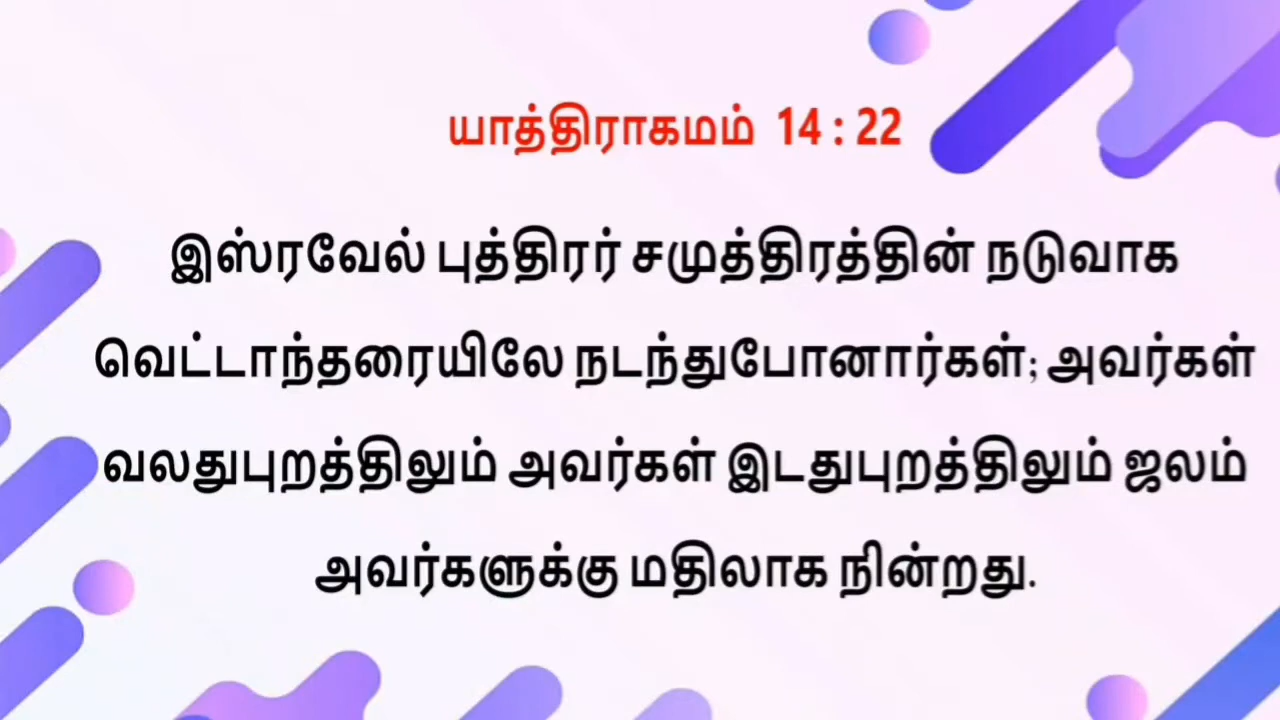 யாத்திராகமம் 14 : 22
இஸ்ரவேல் புத்திரர் சமுத்திரத்தின் நடுவாக
வெட்டாந்தரையிலே நடந்துபோனார்கள்; அவர்கள்
வலதுபுறத்திலும் அவர்கள் இடதுபுறத்திலும் ஜலம்
அவர்களுக்கு மதிலாக நின்றது.